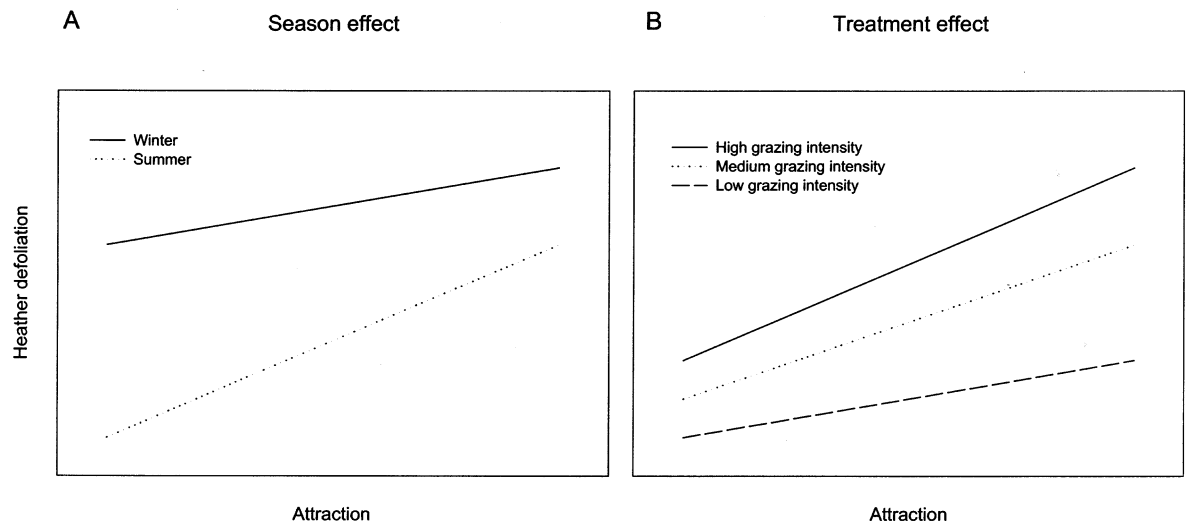 A
Season effect
Winter
Summer
Heather defoliation
Attraction
B
Treatment effect
High grazing intensity
Medium grazing intensity
Low grazing intensity
Attraction